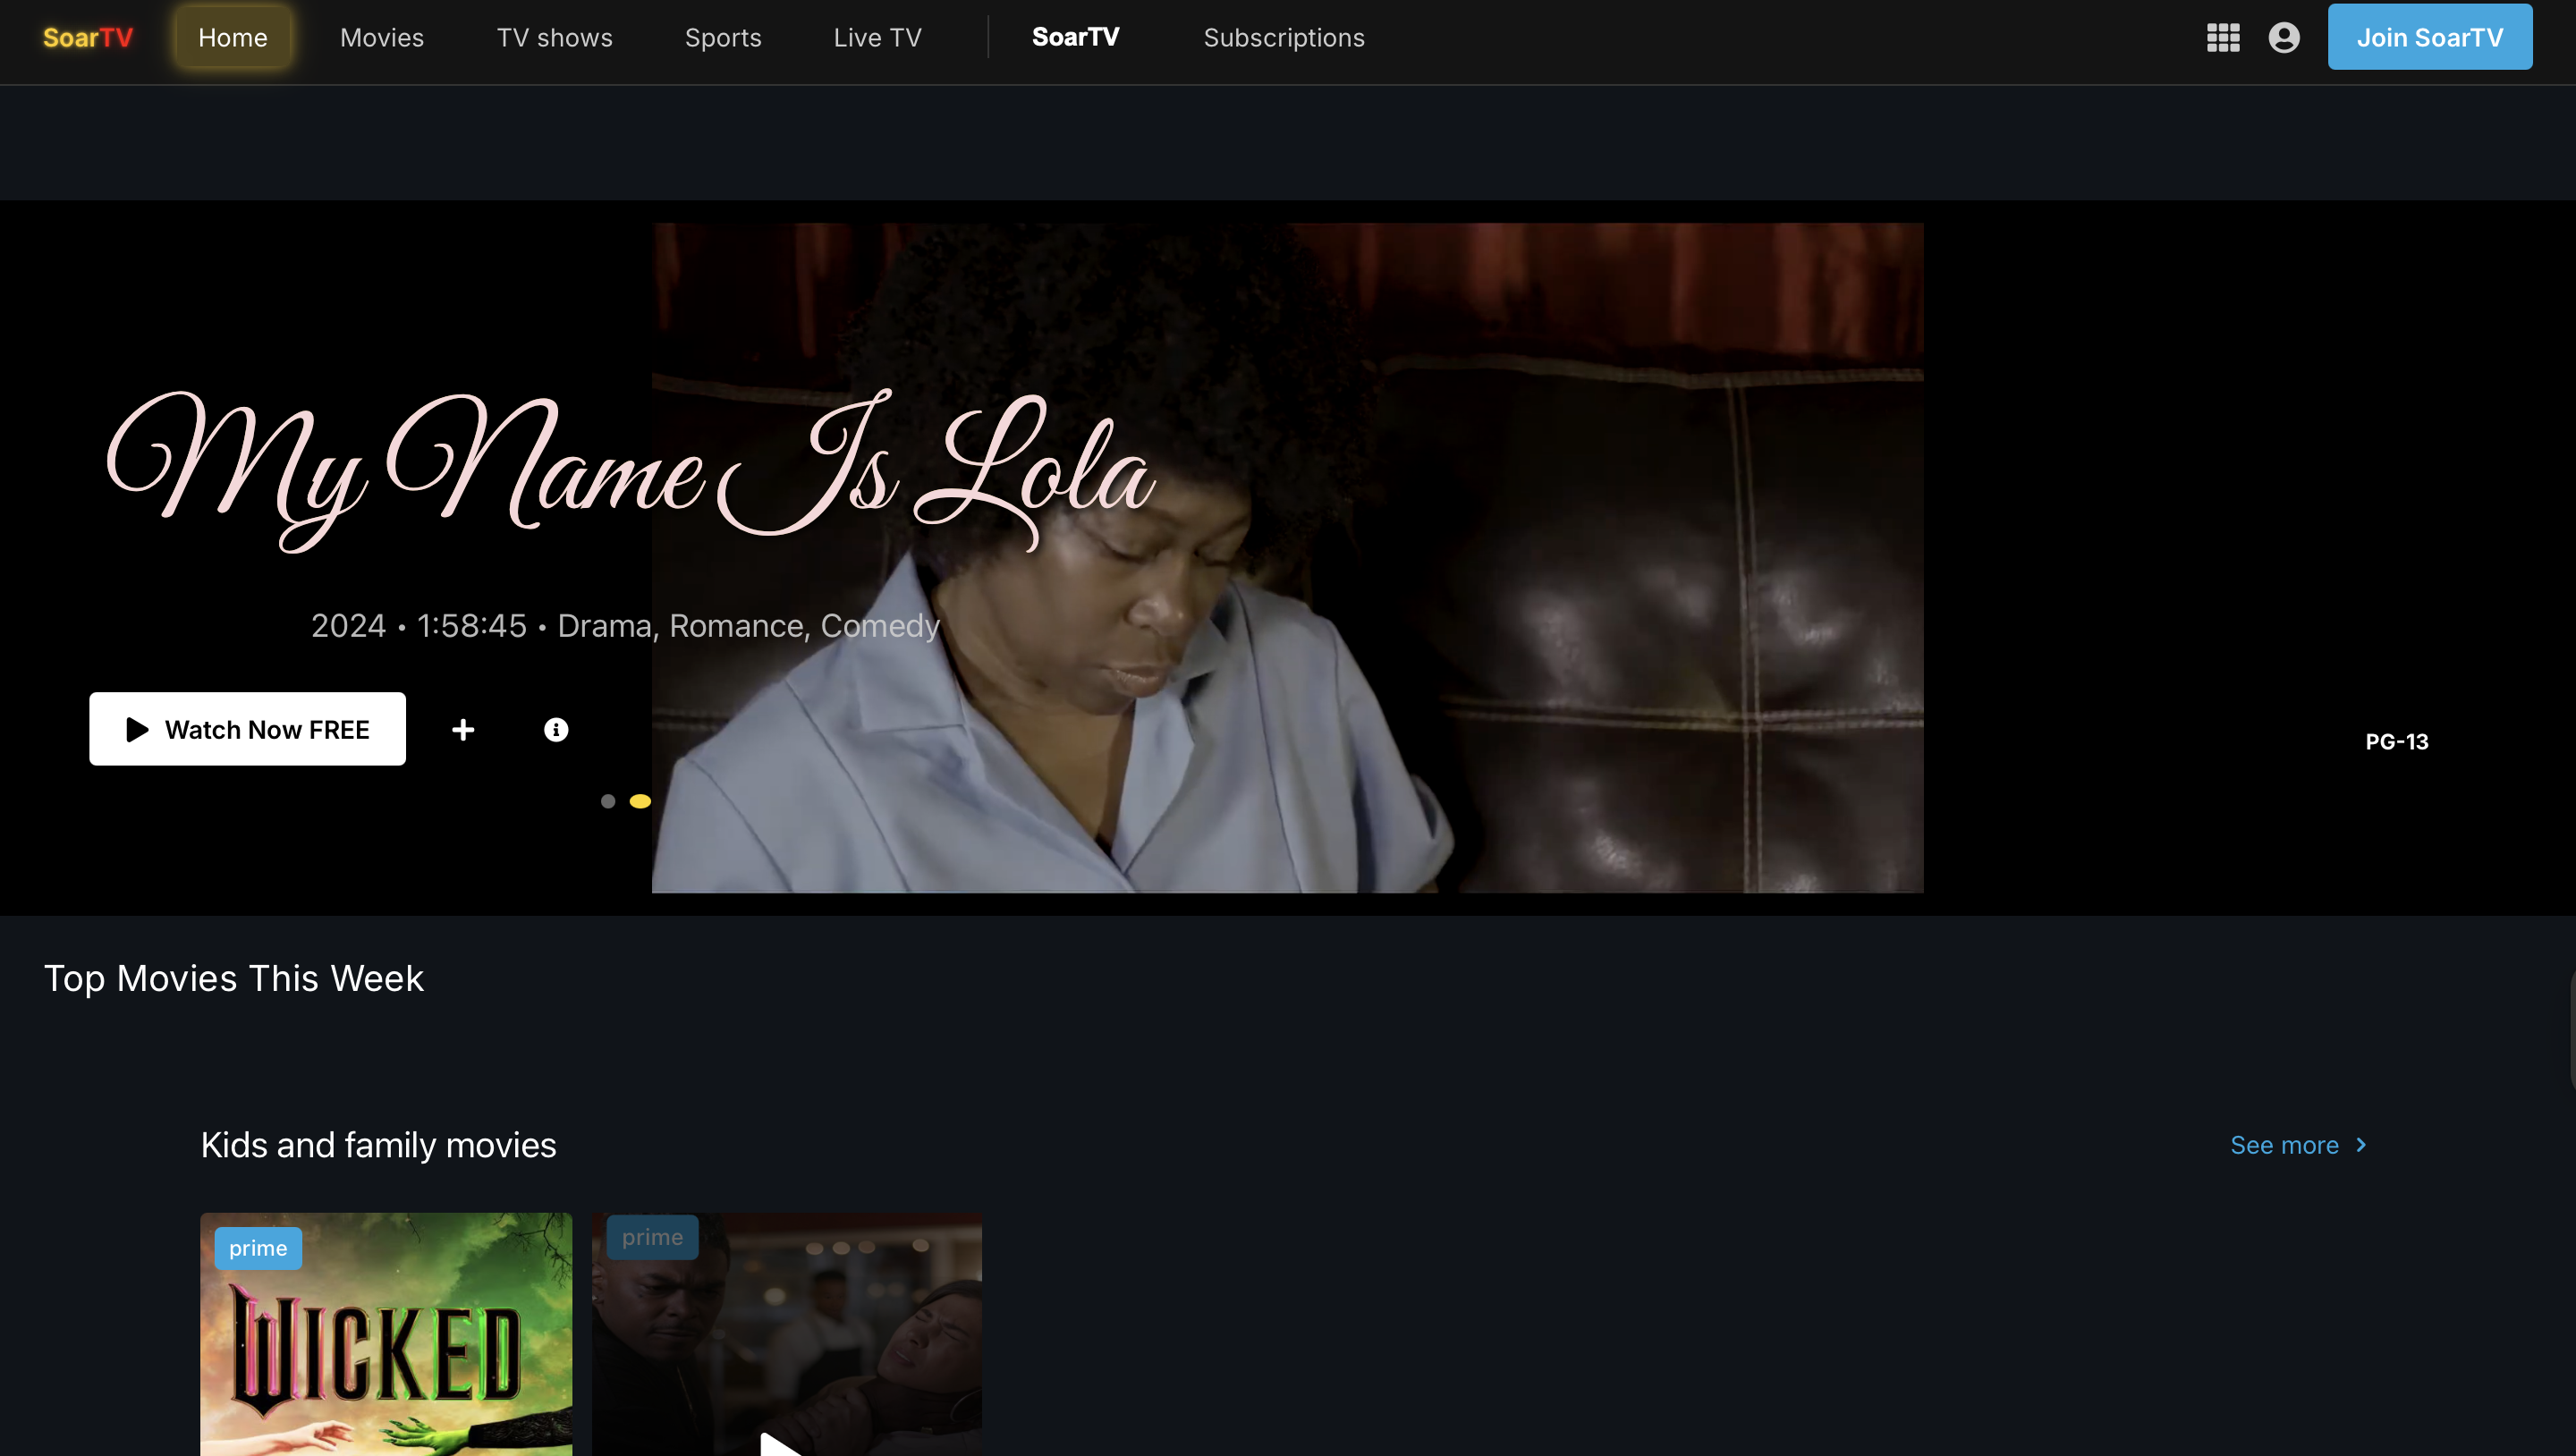 SoarTV Home Movies TV shows Sports Live TV SoarTV Subscriptions Join SoarTV
My Name Is Lola
2024 • 1:58:45 • Drama, Romance, Comedy
Watch Now FREE
PG-13
Top Movies This Week
Kids and family movies See more
prime prime
WICKED